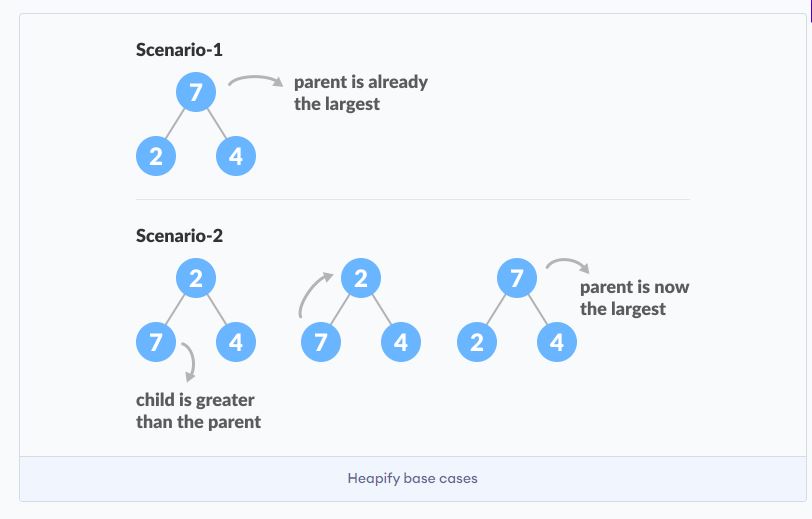 Scenario-1
7
parent is already
the largest
2 4
Scenario-2
2 2 7
parent is now
the largest
7 4 7 4 2 4
child is greater
than the parent
Heapify base cases